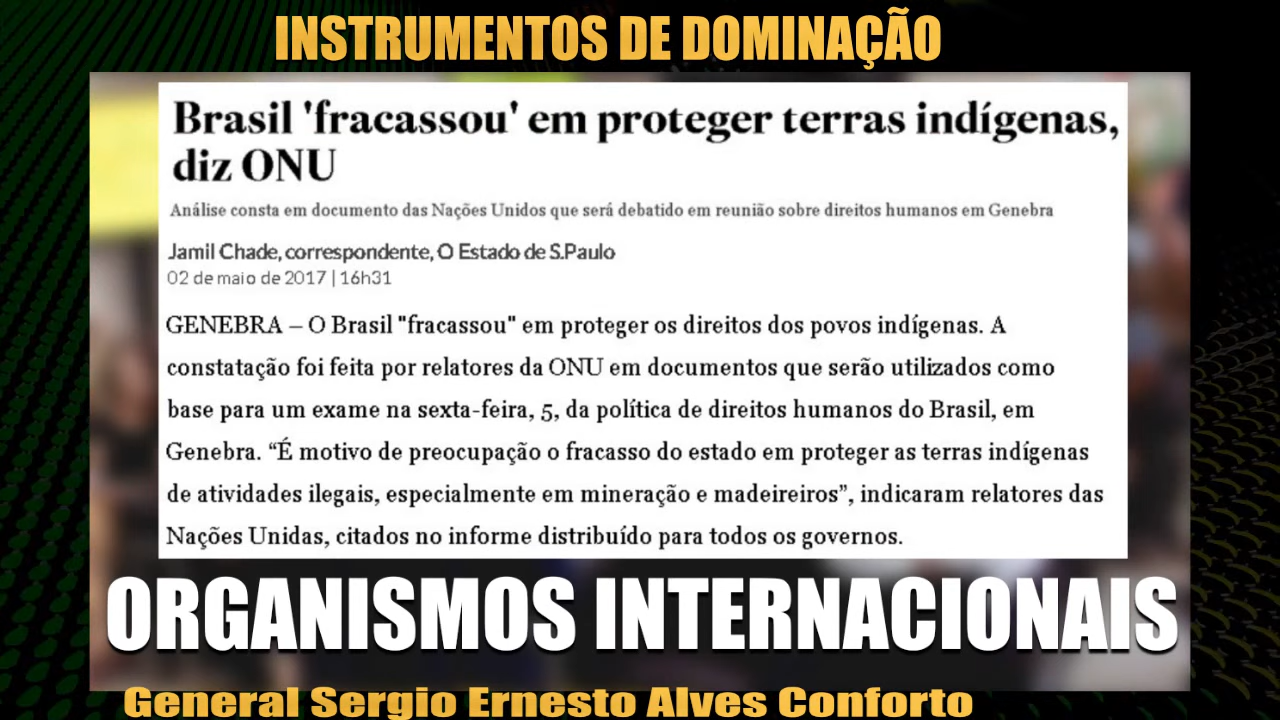 INSTRUMENTOS DE DOMINAÇÃO
Brasil 'fracassou' em proteger terras indígenas,
diz ONU
Análise consta em documento das Nações Unidos que será debatido em reunião sobre direitos humanos em Genebra
Jamil Chade, correspondente, O Estado de S.Paulo
02 de maio de 2017 | 16h31
GENEBRA – O Brasil "fracassou" em proteger os direitos dos povos indígenas. A
constatação foi feita por relatores da ONU em documentos que serão utilizados como
base para um exame na sexta-feira, 5, da política de direitos humanos do Brasil, em
Genebra. “É motivo de preocupação o fracasso do estado em proteger as terras indígenas
de atividades ilegais, especialmente em mineração e madeireiros”, indicaram relatores das
Nações Unidas, citados no informe distribuído para todos os governos.
ORGANISMOS INTERNACIONAIS
General Sergio Ernesto Alves Conforto